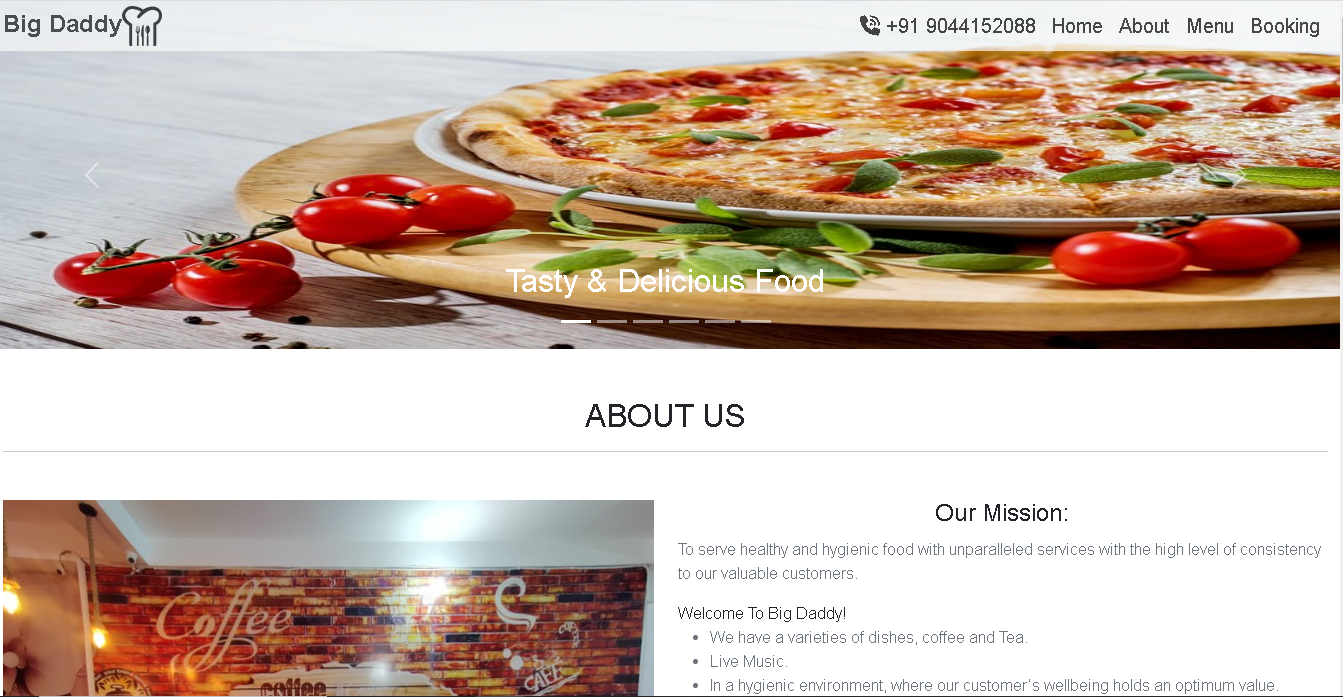 Big Daddy
+91 9044152088 Home About Menu Booking
Tasty & Delicious Food
ABOUT US
Our Mission:
To serve healthy and hygienic food with unparalleled services with the high level of consistency
to our valuable customers.
Welcome To Big Daddy!
We have a varieties of dishes, coffee and Tea.
Live Music.
In a hygienic environment, where our customer's wellbeing holds an optimum value.
Coffee
coffee
CAFE